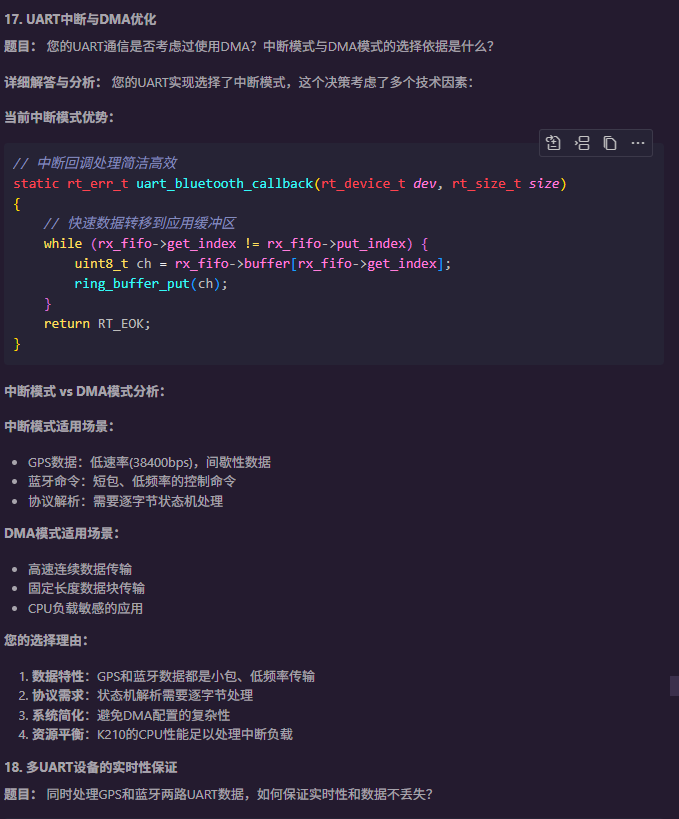 17. UART中断与DMA优化
题目： 您的UART通信是否考虑过使用DMA？中断模式与DMA模式的选择依据是什么？
详细解答与分析： 您的UART实现选择了中断模式，这个决策考虑了多个技术因素：
当前中断模式优势：
// 中断回调处理简洁高效
static rt_err_t uart_bluetooth_callback(rt_device_t dev, rt_size_t size)
{
    // 快速数据转移到应用缓冲区
    while (rx_fifo->get_index != rx_fifo->put_index) {
        uint8_t ch = rx_fifo->buffer[rx_fifo->get_index];
        ring_buffer_put(ch);
    }
    return RT_EOK;
}
中断模式 vs DMA模式分析：
中断模式适用场景：
• GPS数据：低速率(38400bps)，间歇性数据
• 蓝牙命令：短包、低频率的控制命令
• 协议解析：需要逐字节状态机处理
DMA模式适用场景：
• 高速连续数据传输
• 固定长度数据块传输
• CPU负载敏感的应用
您的选择理由：
1. 数据特性：GPS和蓝牙数据都是小包、低频率传输
2. 协议需求：状态机解析需要逐字节处理
3. 系统简化：避免DMA配置的复杂性
4. 资源平衡：K210的CPU性能足以处理中断负载
18. 多UART设备的实时性保证
题目： 同时处理GPS和蓝牙两路UART数据，如何保证实时性和数据不丢失？